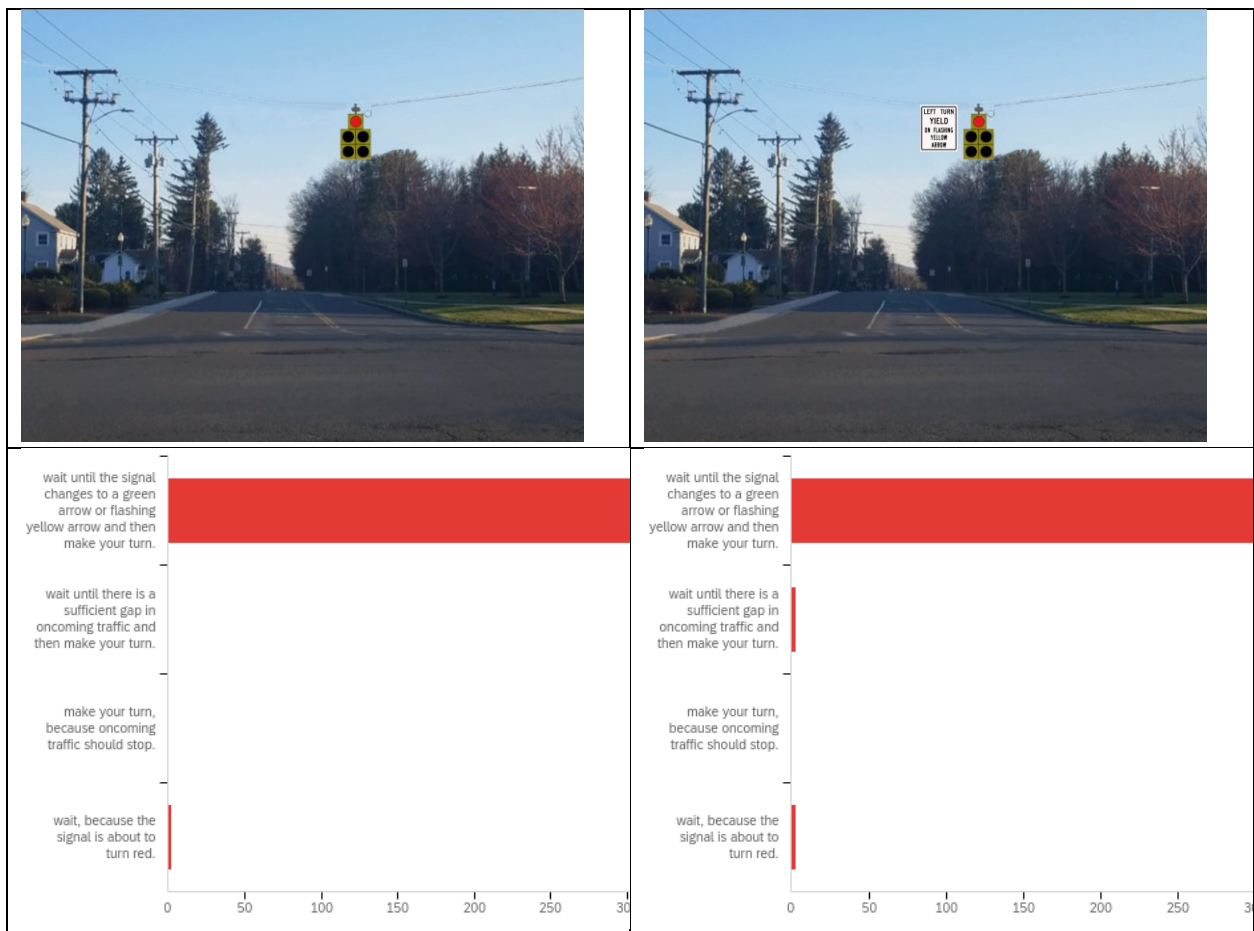 LEFT TURN
YIELD
ON FLASHING
YELLOW
ARROW
wait until the signal
changes to a green
arrow or flashing
yellow arrow and then
make your turn.
wait until there is a
sufficient gap in
oncoming traffic and
then make your turn.
make your turn,
because oncoming
traffic should stop.
wait, because the
signal is about to
turn red.
0 50 100 150 200 250 30
wait until the signal
changes to a green
arrow or flashing
yellow arrow and then
make your turn.
wait until there is a
sufficient gap in
oncoming traffic and
then make your turn.
make your turn,
because oncoming
traffic should stop.
wait, because the
signal is about to
turn red.
0 50 100 150 200 250 3